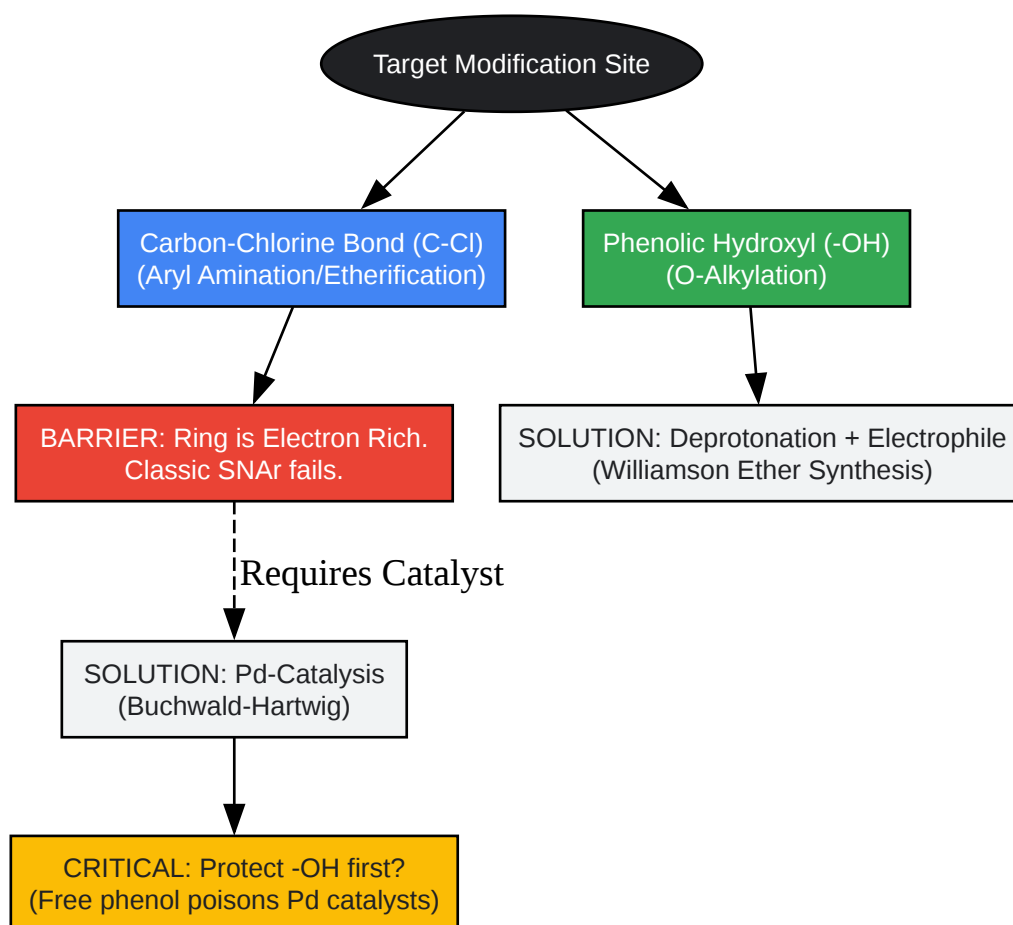 Target Modification Site
Carbon-Chlorine Bond (C-Cl)
(Aryl Amination/Etherification)
Phenolic Hydroxyl (-OH)
(O-Alkylation)
BARRIER: Ring is Electron Rich.
Classic SNAr fails.
SOLUTION: Deprotonation + Electrophile
(Williamson Ether Synthesis)
Requires Catalyst
SOLUTION: Pd-Catalysis
(Buchwald-Hartwig)
CRITICAL: Protect -OH first?
(Free phenol poisons Pd catalysts)